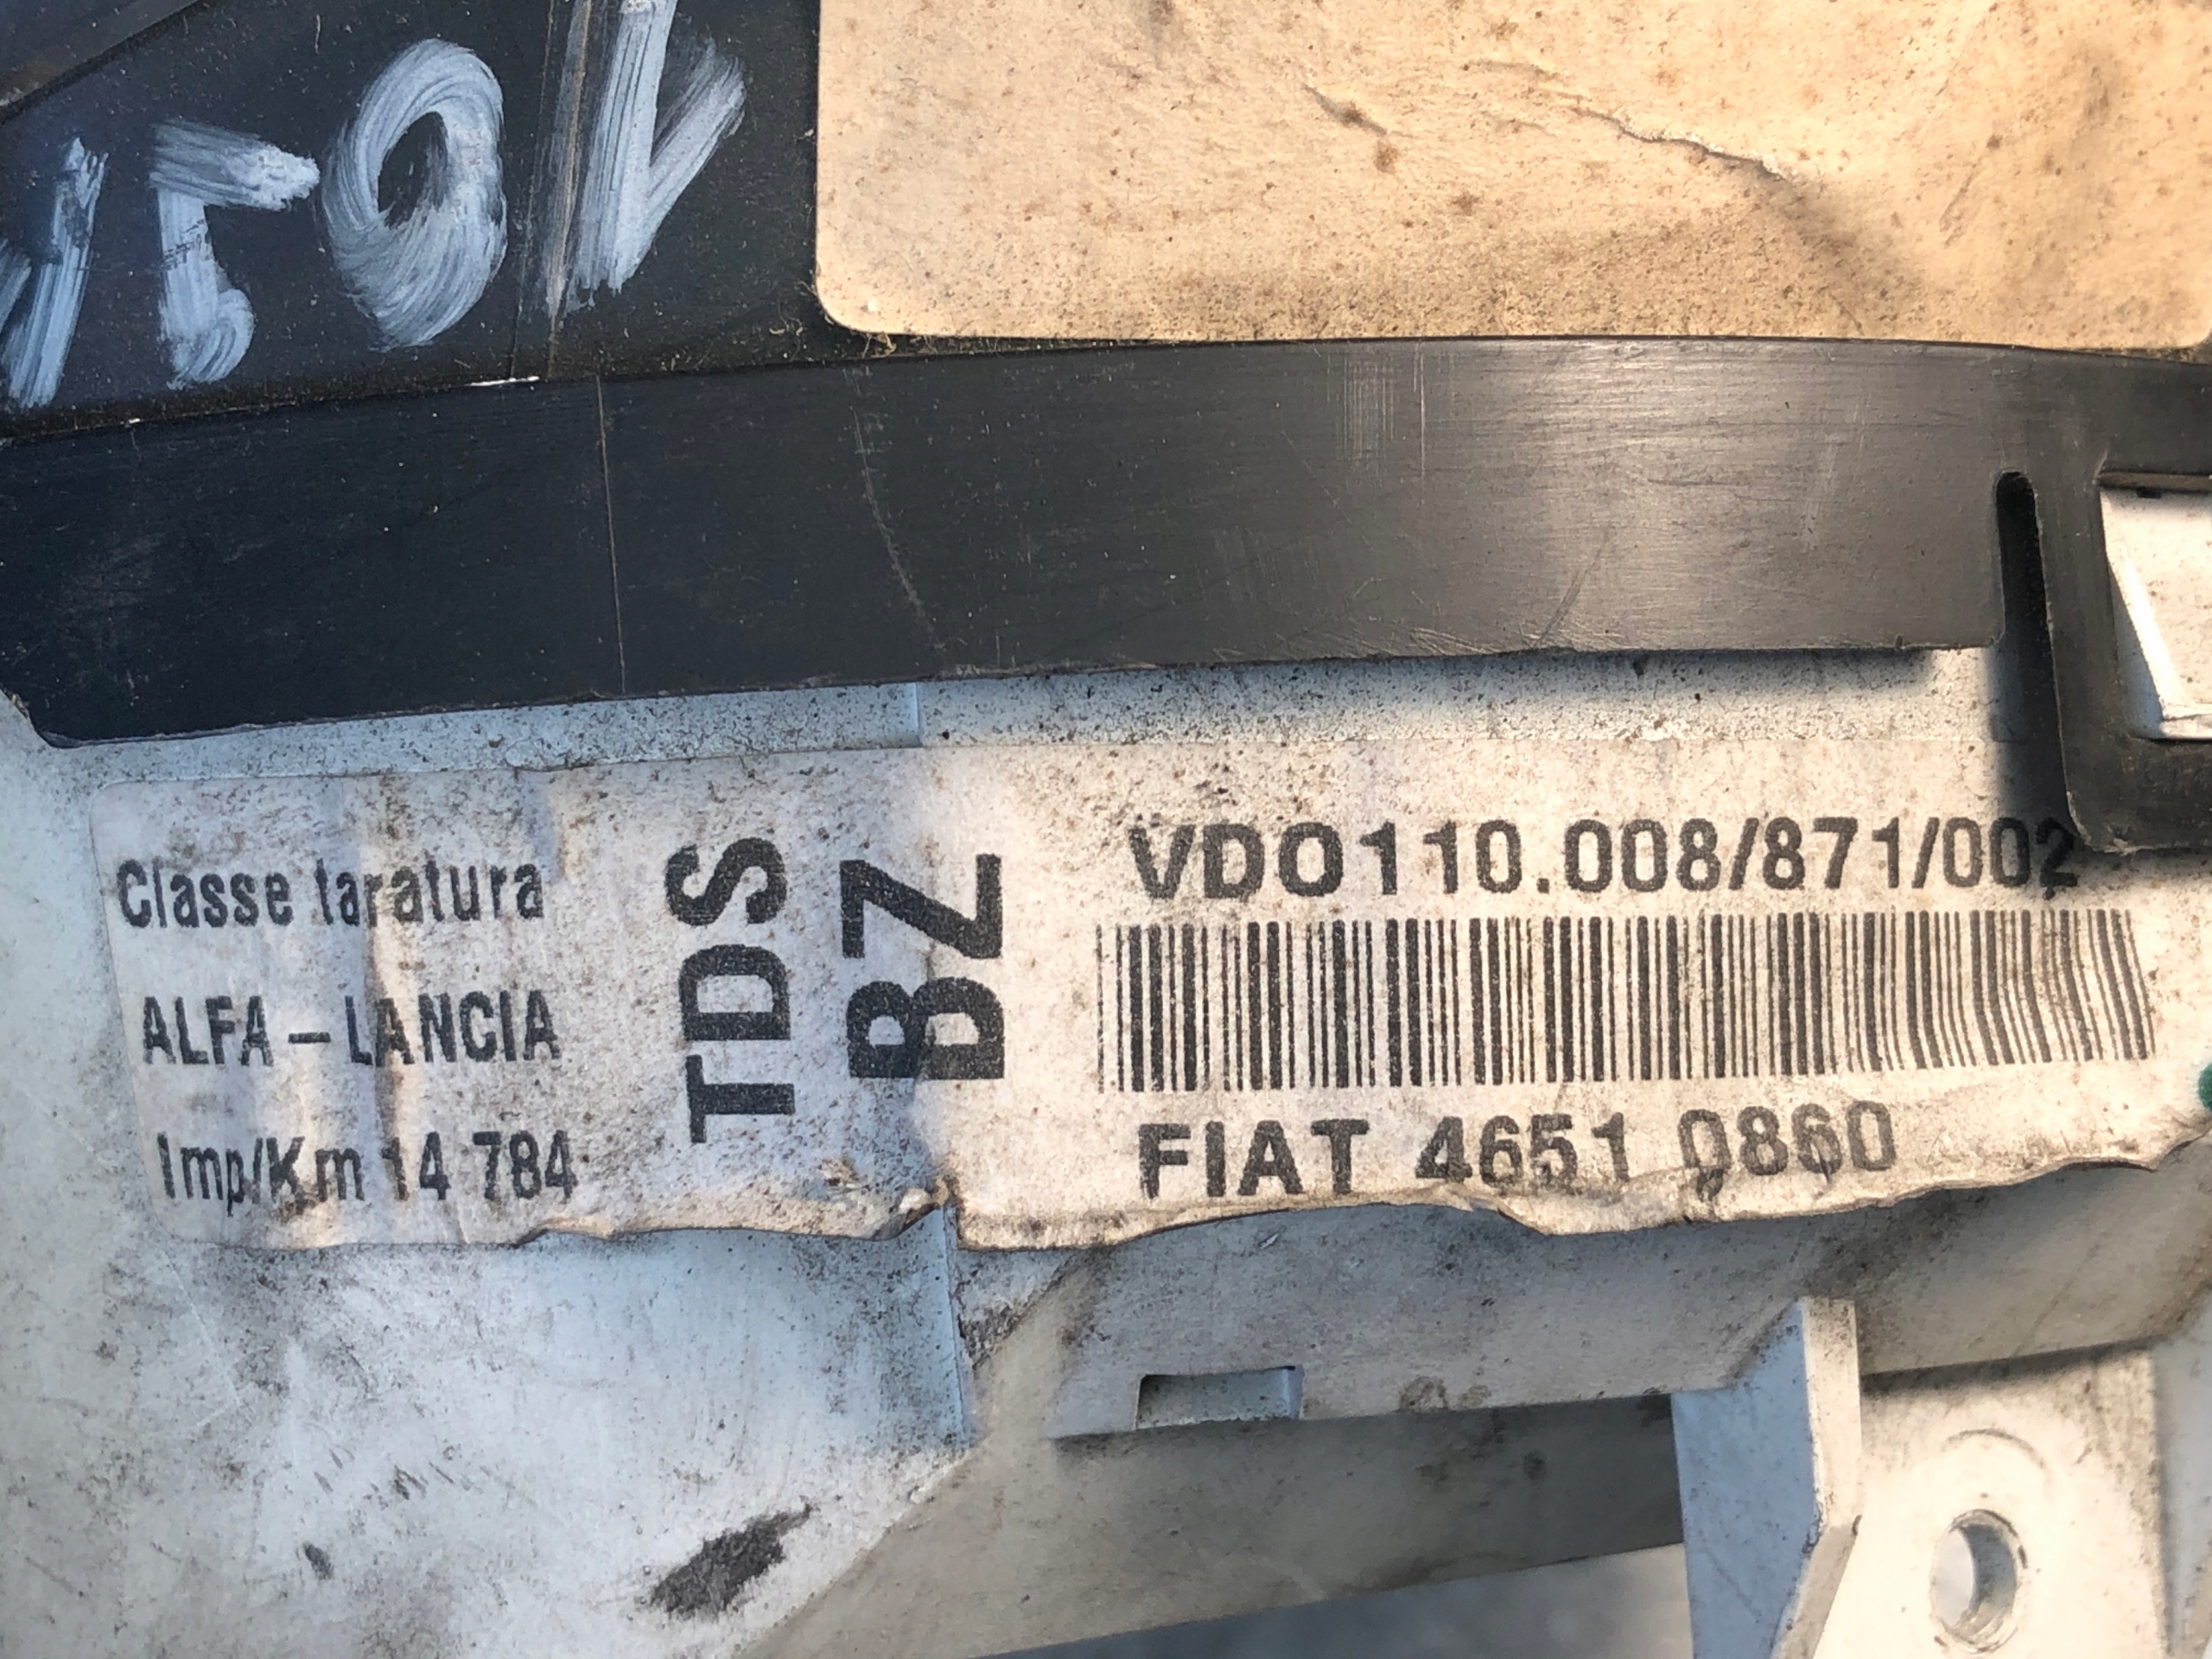 Classe taratura
ALFA – LANCIA
Imp/Km 14 784
TDS
BZ
VDO110.008/871/002
FIAT 4651 0860